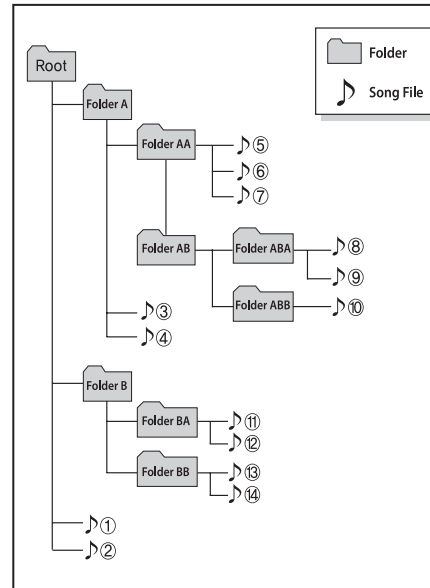 Root
Folder
Song File
Folder A
Folder AA
⑤
⑥
⑦
Folder AB
Folder ABA
⑧
⑨
Folder ABB
⑩
③
④
Folder B
Folder BA
⑪
⑫
Folder BB
⑬
⑭
①
②